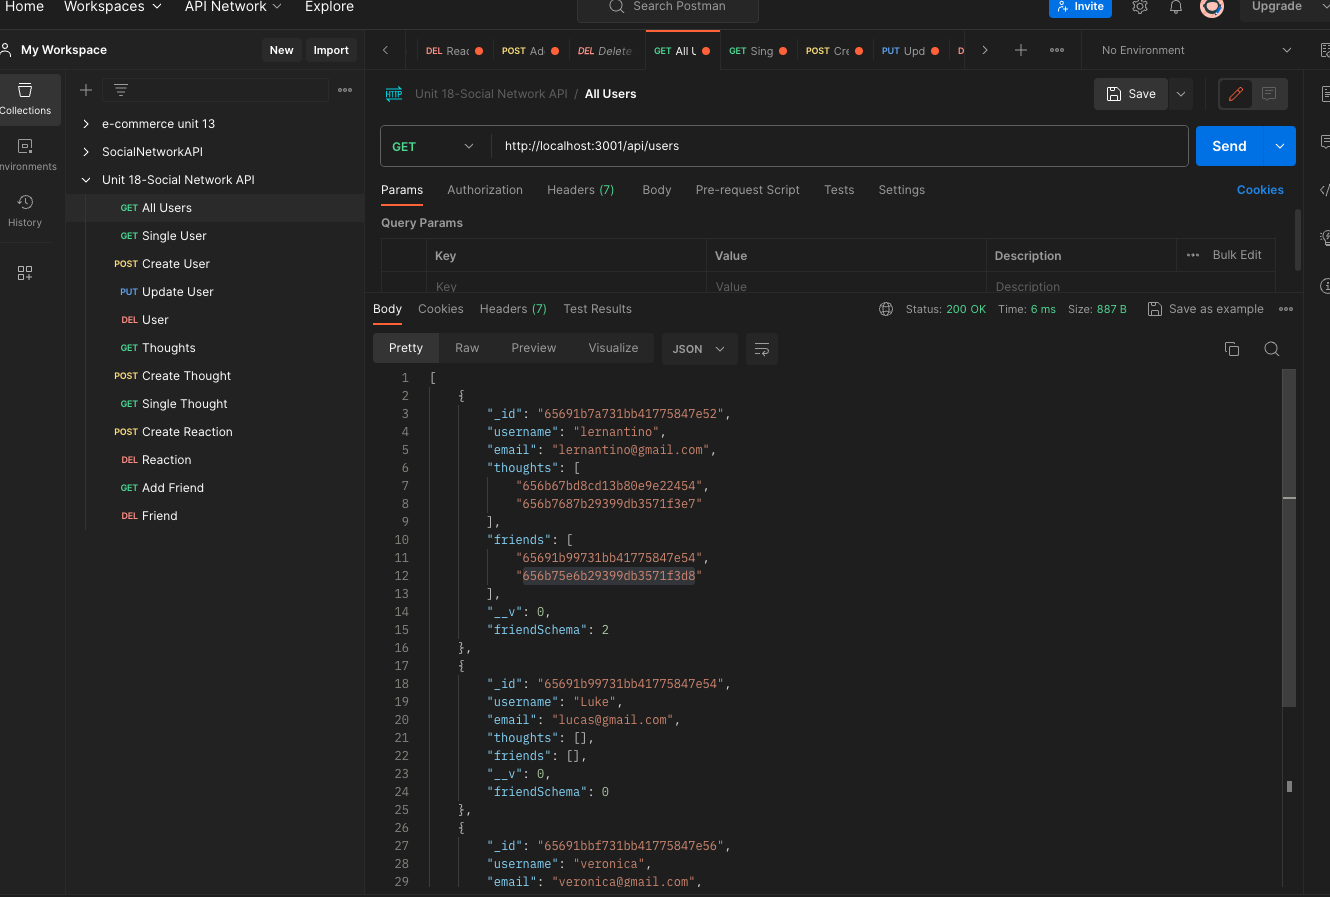 Home Workspaces API Network Explore Search Postman Invite Upgrade
My Workspace New Import
DEL Reac POST Ad DEL Delete GET All U GET Sing POST Cre PUT Upd D No Environment
Collections
Environments
History
e-commerce unit 13
SocialNetworkAPI
Unit 18-Social Network API
GET All Users
GET Single User
POST Create User
PUT Update User
DEL User
GET Thoughts
POST Create Thought
GET Single Thought
POST Create Reaction
DEL Reaction
GET Add Friend
DEL Friend
HTTP Unit 18-Social Network API / All Users Save
GET http://localhost:3001/api/users Send
Params Authorization Headers (7) Body Pre-request Script Tests Settings Cookies
Query Params
Key Value Description Bulk Edit
Key Value Description
Body Cookies Headers (7) Test Results Status: 200 OK Time: 6 ms Size: 887 B Save as example
Pretty Raw Preview Visualize JSON
1 [
2 {
3 "_id": "65691b7a731bb41775847e52",
4 "username": "lernantino",
5 "email": "lernantino@gmail.com",
6 "thoughts": [
7 "656b67bd8cd13b80e9e22454",
8 "656b7687b29399db3571f3e7"
9 ],
10 "friends": [
11 "65691b99731bb41775847e54",
12 "656b75e6b29399db3571f3d8"
13 ],
14 "__v": 0,
15 "friendSchema": 2
16 },
17 {
18 "_id": "65691b99731bb41775847e54",
19 "username": "Luke",
20 "email": "lucas@gmail.com",
21 "thoughts": [],
22 "friends": [],
23 "__v": 0,
24 "friendSchema": 0
25 },
26 {
27 "_id": "65691bbf731bb41775847e56",
28 "username": "veronica",
29 "email": "veronica@gmail.com",